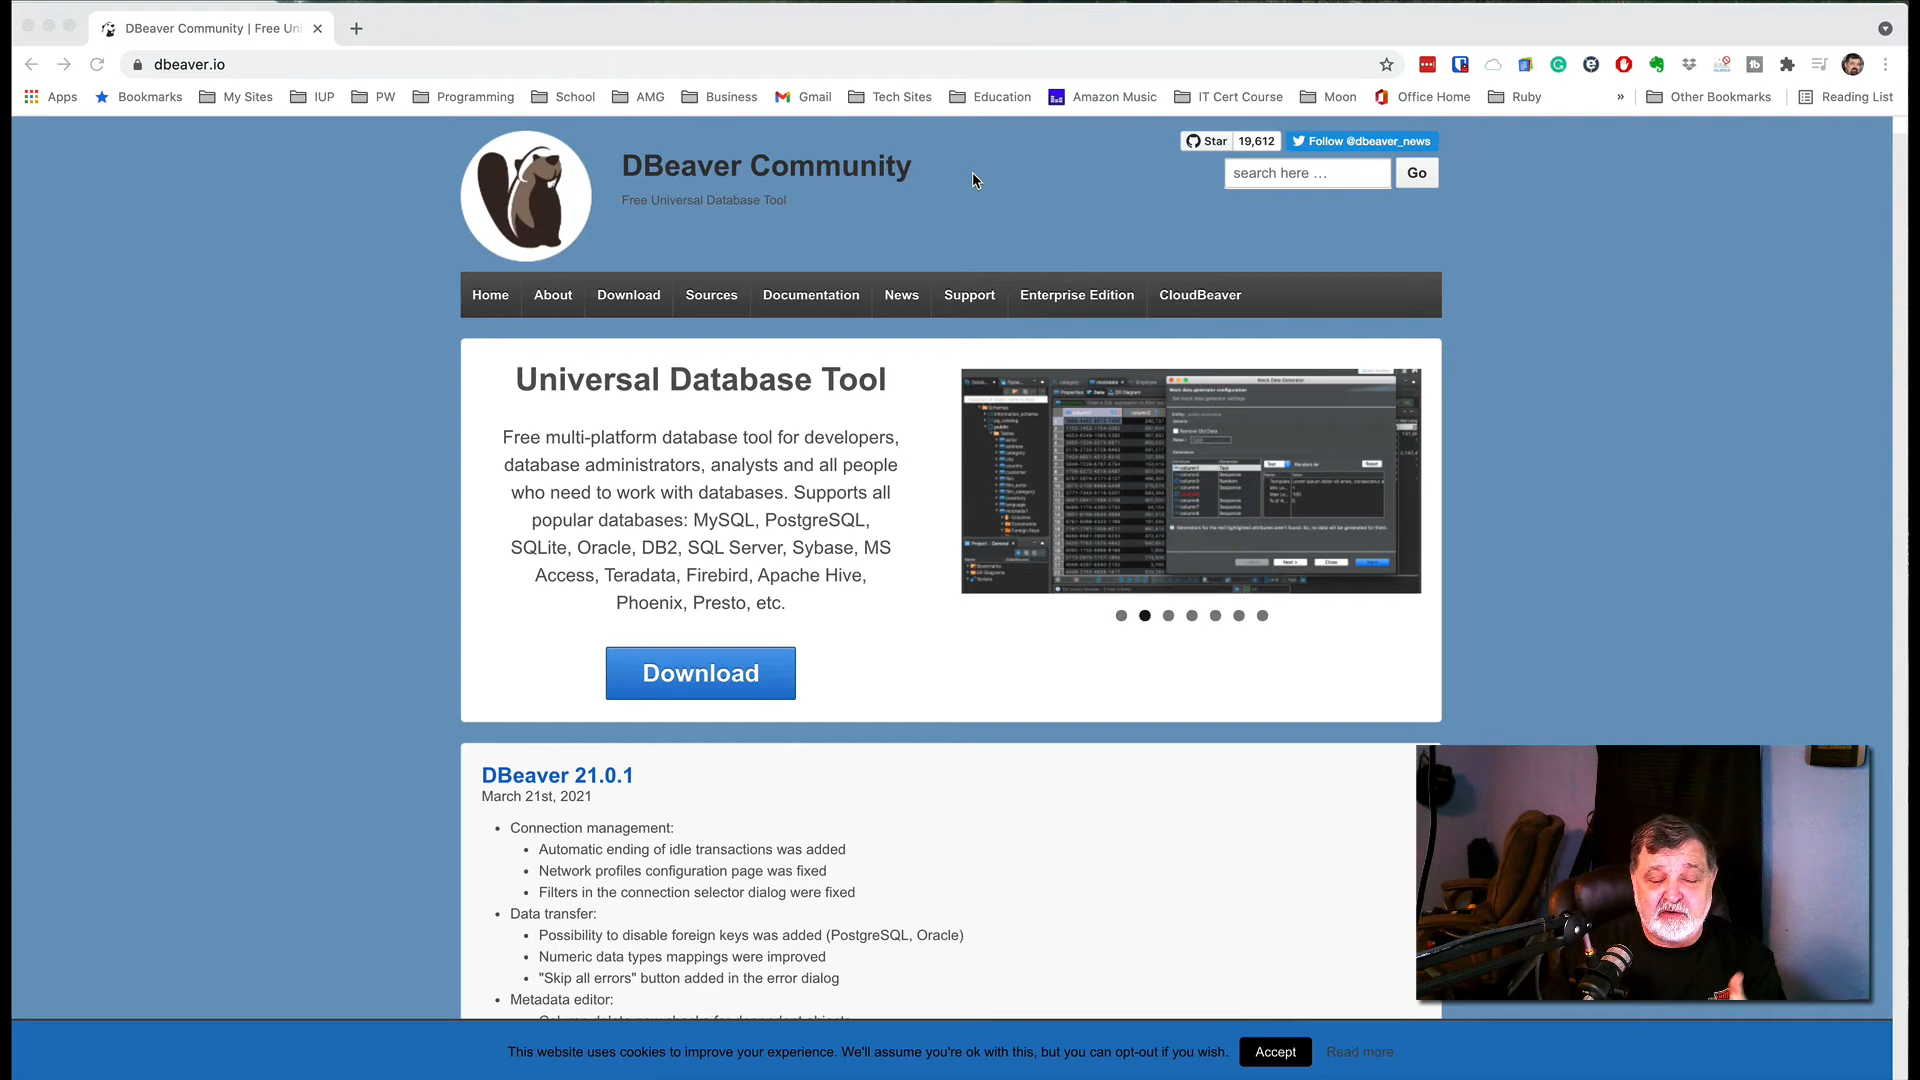 DBeaver Community | Free Uni
dbeaver.io
Apps Bookmarks My Sites IUP PW Programming School AMG Business Gmail Tech Sites Education Amazon Music IT Cert Course Moon Office Home Ruby » Other Bookmarks Reading List
DBeaver Community
Free Universal Database Tool
Star 19,612 Follow @dbeaver_news
search here … Go
Home About Download Sources Documentation News Support Enterprise Edition CloudBeaver
Universal Database Tool
Free multi-platform database tool for developers,
database administrators, analysts and all people
who need to work with databases. Supports all
popular databases: MySQL, PostgreSQL,
SQLite, Oracle, DB2, SQL Server, Sybase, MS
Access, Teradata, Firebird, Apache Hive,
Phoenix, Presto, etc.
Download
Mock Data Generator
DBeaver 21.0.1
March 21st, 2021
• Connection management:
• Automatic ending of idle transactions was added
• Network profiles configuration page was fixed
• Filters in the connection selector dialog were fixed
• Data transfer:
• Possibility to disable foreign keys was added (PostgreSQL, Oracle)
• Numeric data types mappings were improved
• "Skip all errors" button added in the error dialog
• Metadata editor:
This website uses cookies to improve your experience. We'll assume you're ok with this, but you can opt-out if you wish. Accept Read more